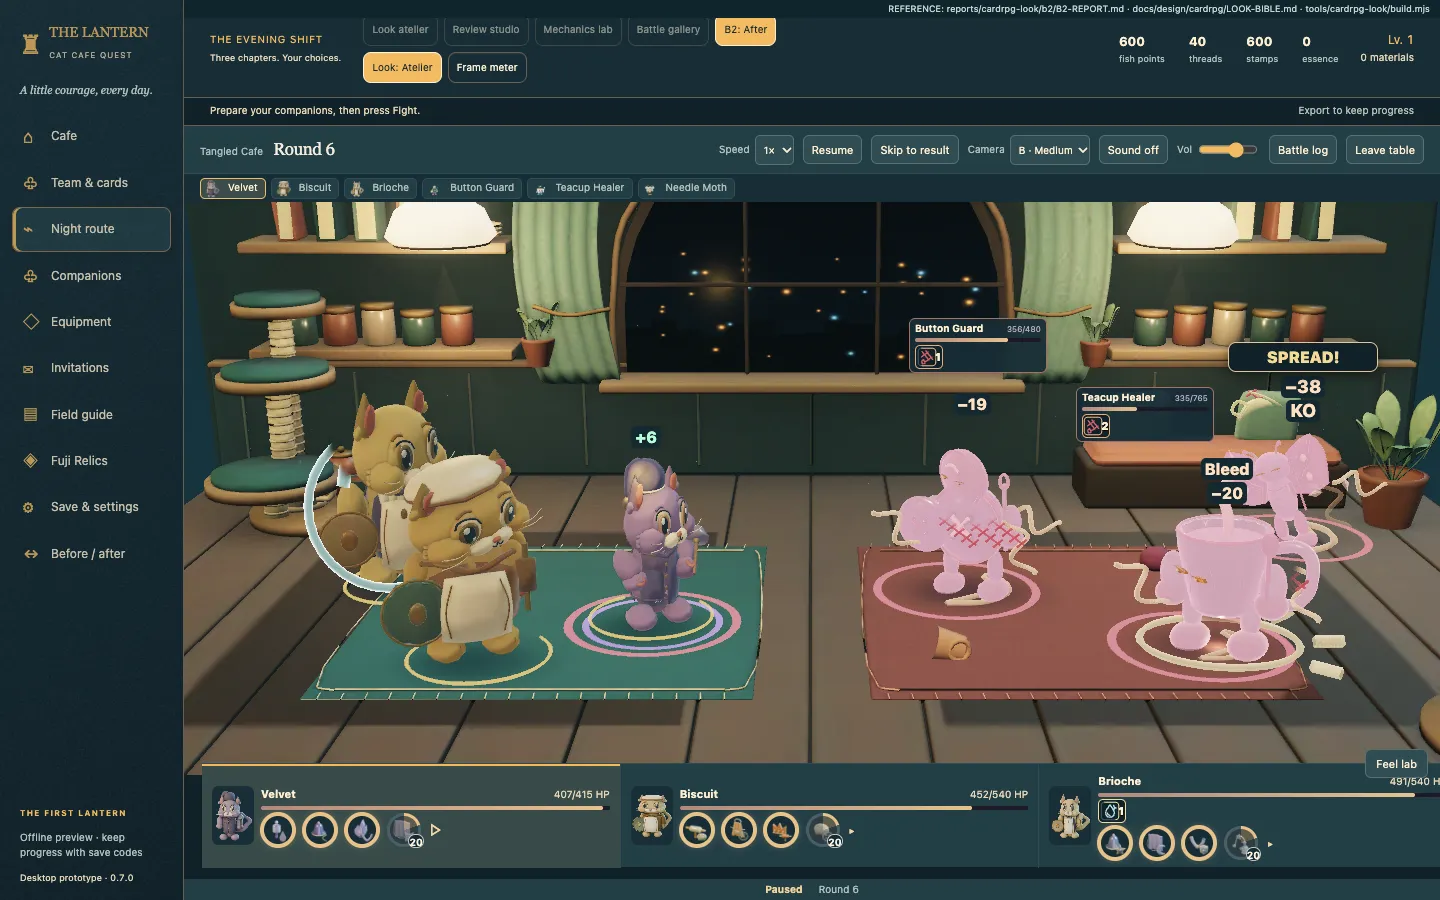 REFERENCE: reports/cardrpg-look/b2/B2-REPORT.md · docs/design/cardrpg/LOOK-BIBLE.md · tools/cardrpg-look/build.mjs
THE LANTERN
CAT CAFE QUEST
A little courage, every day.
Cafe
Team & cards
Night route
Companions
Equipment
Invitations
Field guide
Fuji Relics
Save & settings
Before / after
THE FIRST LANTERN
Offline preview · keep
progress with save codes
Desktop prototype · 0.7.0
THE EVENING SHIFT
Three chapters. Your choices.
Look atelier
Review studio
Mechanics lab
Battle gallery
B2: After
Look: Atelier
Frame meter
600
fish points
40
threads
600
stamps
0
essence
Lv. 1
0 materials
Prepare your companions, then press Fight.
Export to keep progress
Tangled Cafe
Round 6
Speed
1x
Resume
Skip to result
Camera
B · Medium
Sound off
Vol
Battle log
Leave table
Velvet
Biscuit
Brioche
Button Guard
Teacup Healer
Needle Moth
Button Guard
356/480
1
SPREAD!
−38
KO
−19
Teacup Healer
335/765
2
+6
Bleed
−20
Feel lab
Velvet
407/415 HP
20
Biscuit
452/540 HP
20
Brioche
491/540 H
1
20
Paused
Round 6